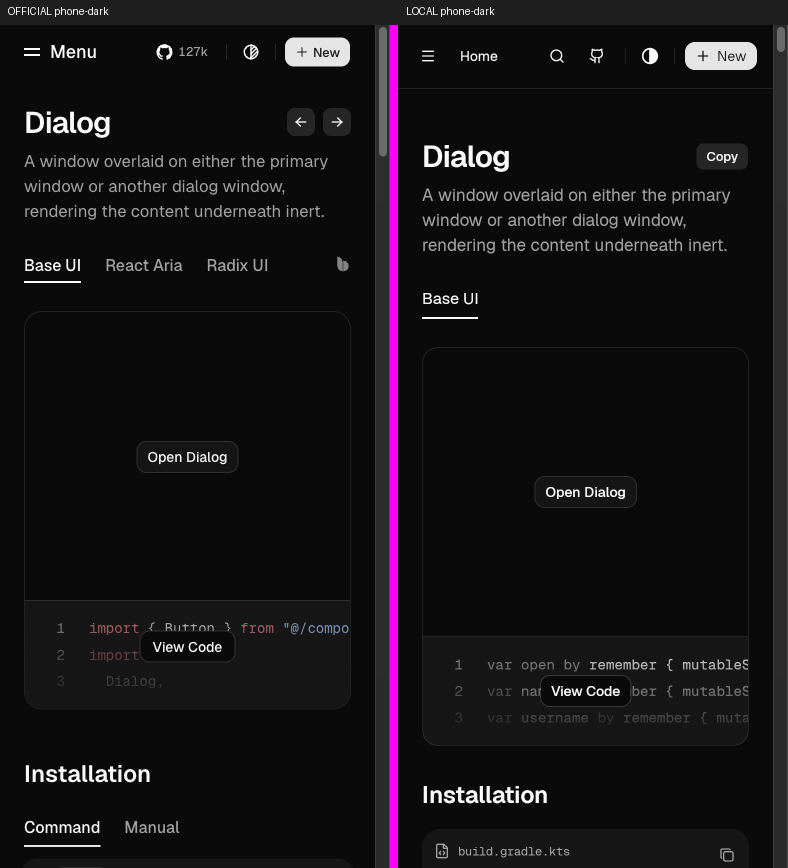 OFFICIAL phone-dark
Menu
127k
New
Dialog
A window overlaid on either the primary
window or another dialog window,
rendering the content underneath inert.
Base UI
React Aria
Radix UI
Open Dialog
1 import { Button } from "@/compo
2 import
View Code
3 Dialog,
Installation
Command
Manual
LOCAL phone-dark
Home
New
Dialog
Copy
A window overlaid on either the primary
window or another dialog window,
rendering the content underneath inert.
Base UI
Open Dialog
1 var open by remember { mutableS
2 var nam ber { mutableS
View Code
3 var username by remember { muta
Installation
build.gradle.kts